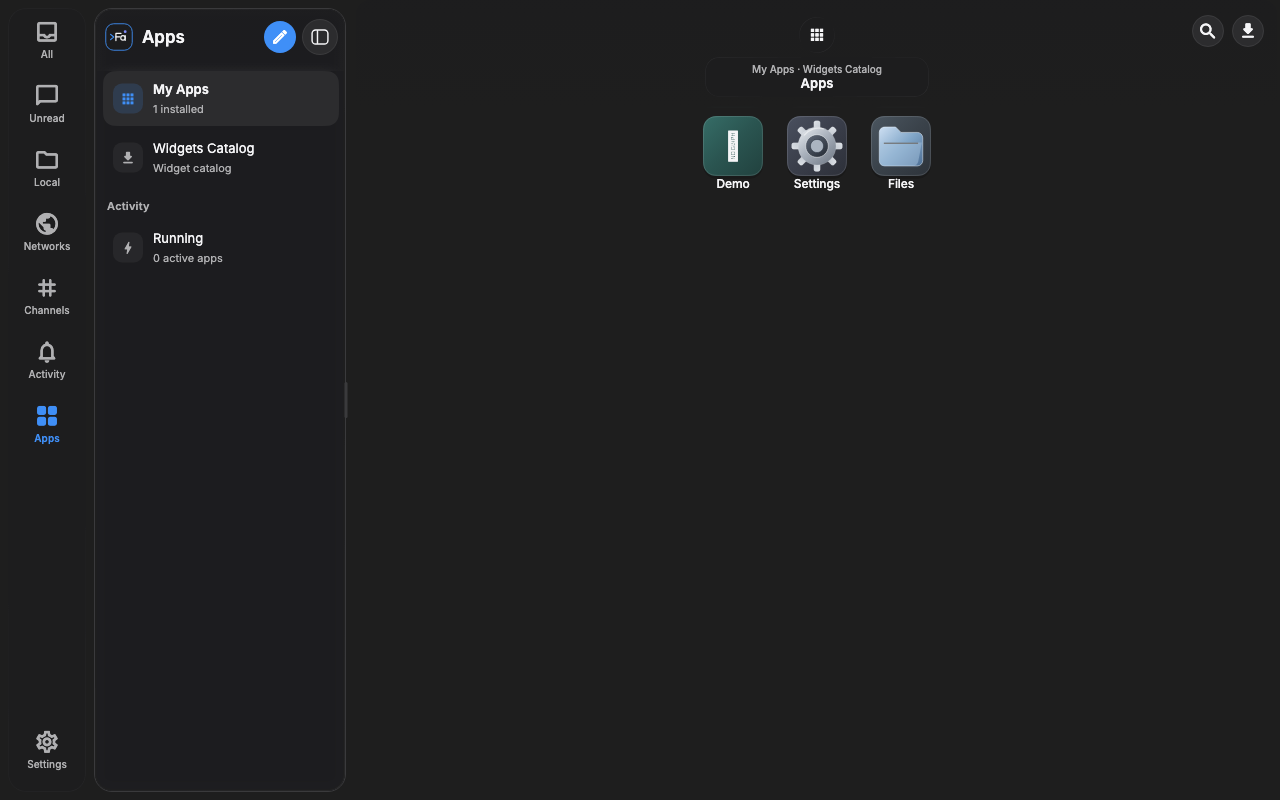 All
Unread
Local
Networks
Channels
Activity
Apps
Settings
>Fa
Apps
My Apps
1 installed
Widgets Catalog
Widget catalog
Activity
Running
0 active apps
My Apps · Widgets Catalog
Apps
Demo
Settings
Files